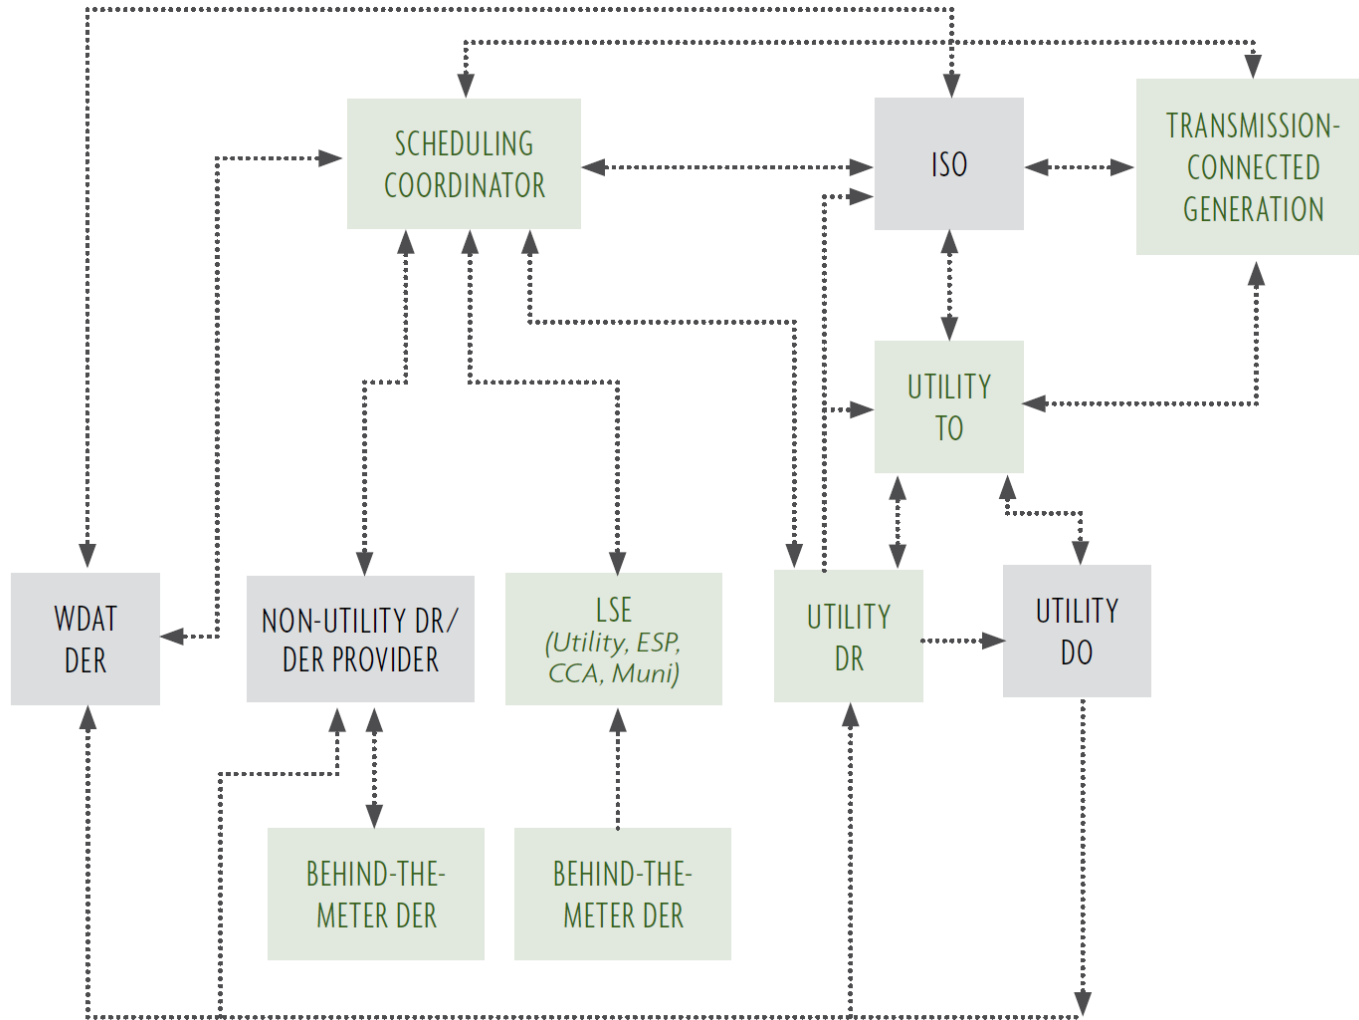 SCHEDULING
COORDINATOR
ISO
TRANSMISSION-
CONNECTED
GENERATION
UTILITY
TO
WDAT
DER
NON-UTILITY DR/
DER PROVIDER
LSE
(Utility, ESP,
CCA, Muni)
UTILITY
DR
UTILITY
DO
BEHIND-THE-
METER DER
BEHIND-THE-
METER DER